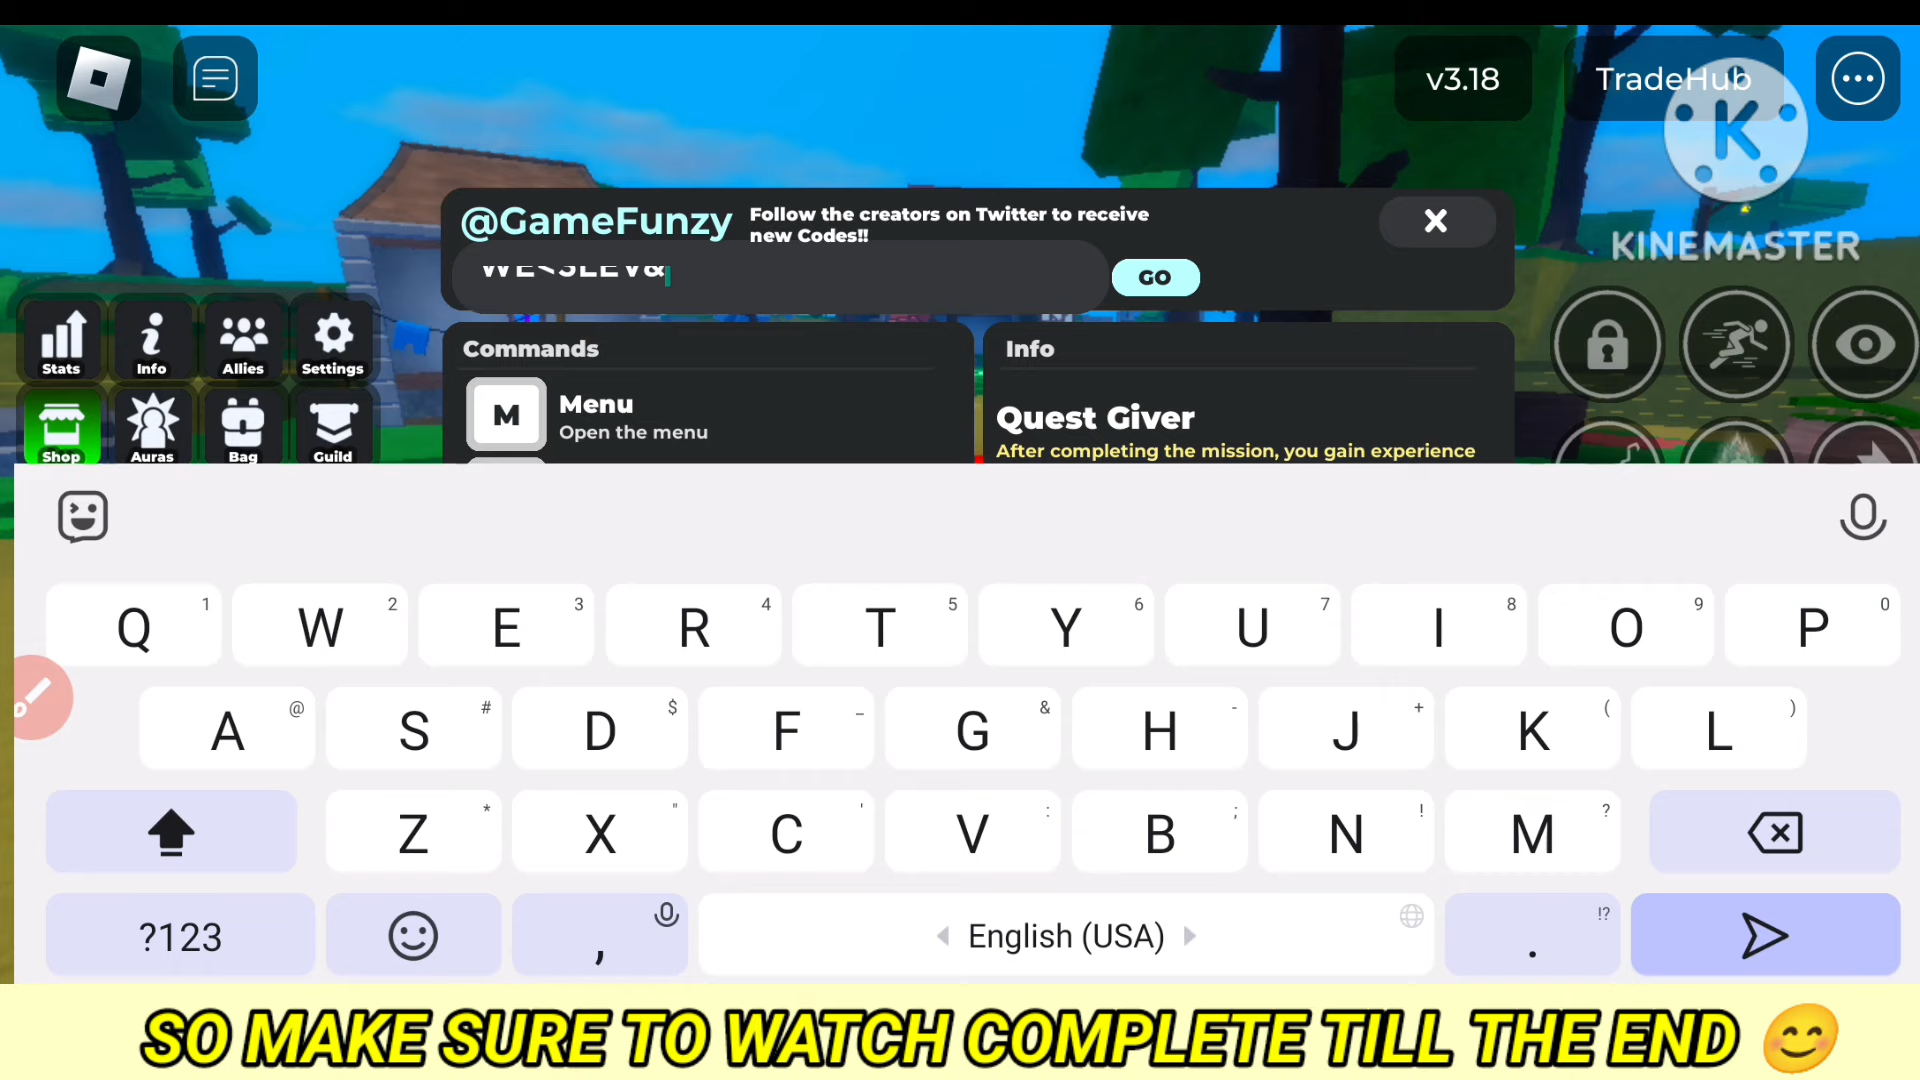 v3.18
TradeHub
K
KINEMASTER
@GameFunzy
Follow the creators on Twitter to receive
new Codes!!
X
WE<3LEV&
GO
Stats
Info
Allies
Settings
Shop
Auras
Bag
Guild
Commands
M
Menu
Open the menu
Info
Quest Giver
After completing the mission, you gain experience
Q 1 W 2 E 3 R 4 T 5 Y 6 U 7 I 8 O 9 P 0
A @ S # D $ F _ G & H - J + K ( L )
Z * X " C ' V : B ; N ! M ?
?123 , English (USA) . !?
SO MAKE SURE TO WATCH COMPLETE TILL THE END 😊